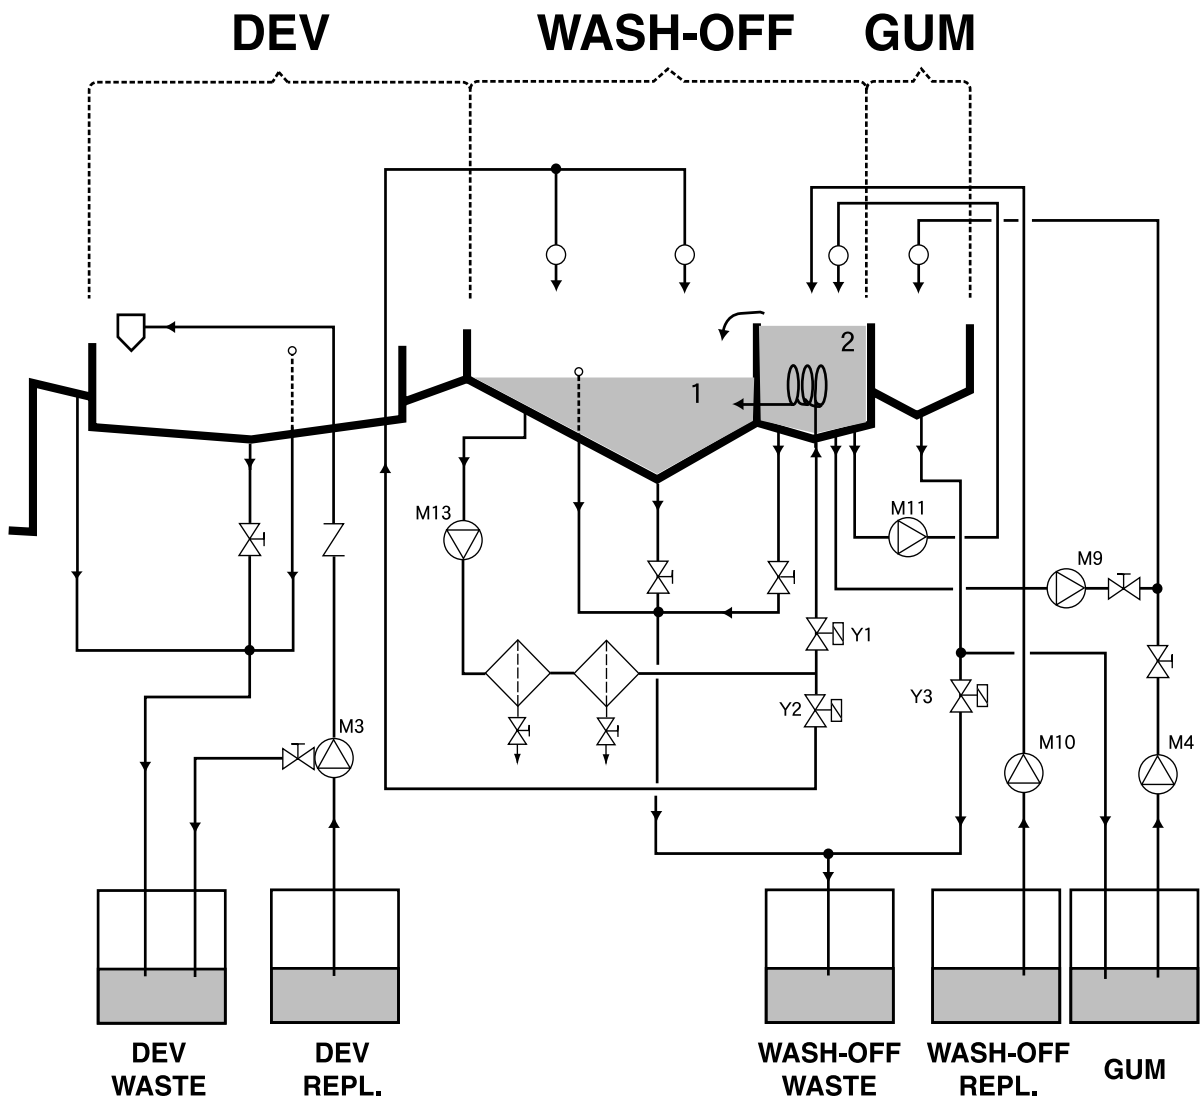 DEV WASH-OFF GUM
2
1
M13
M11
M9
Y1
Y2
Y3
M3
M10
M4
DEV
WASTE
DEV
REPL.
WASH-OFF
WASTE
WASH-OFF
REPL.
GUM